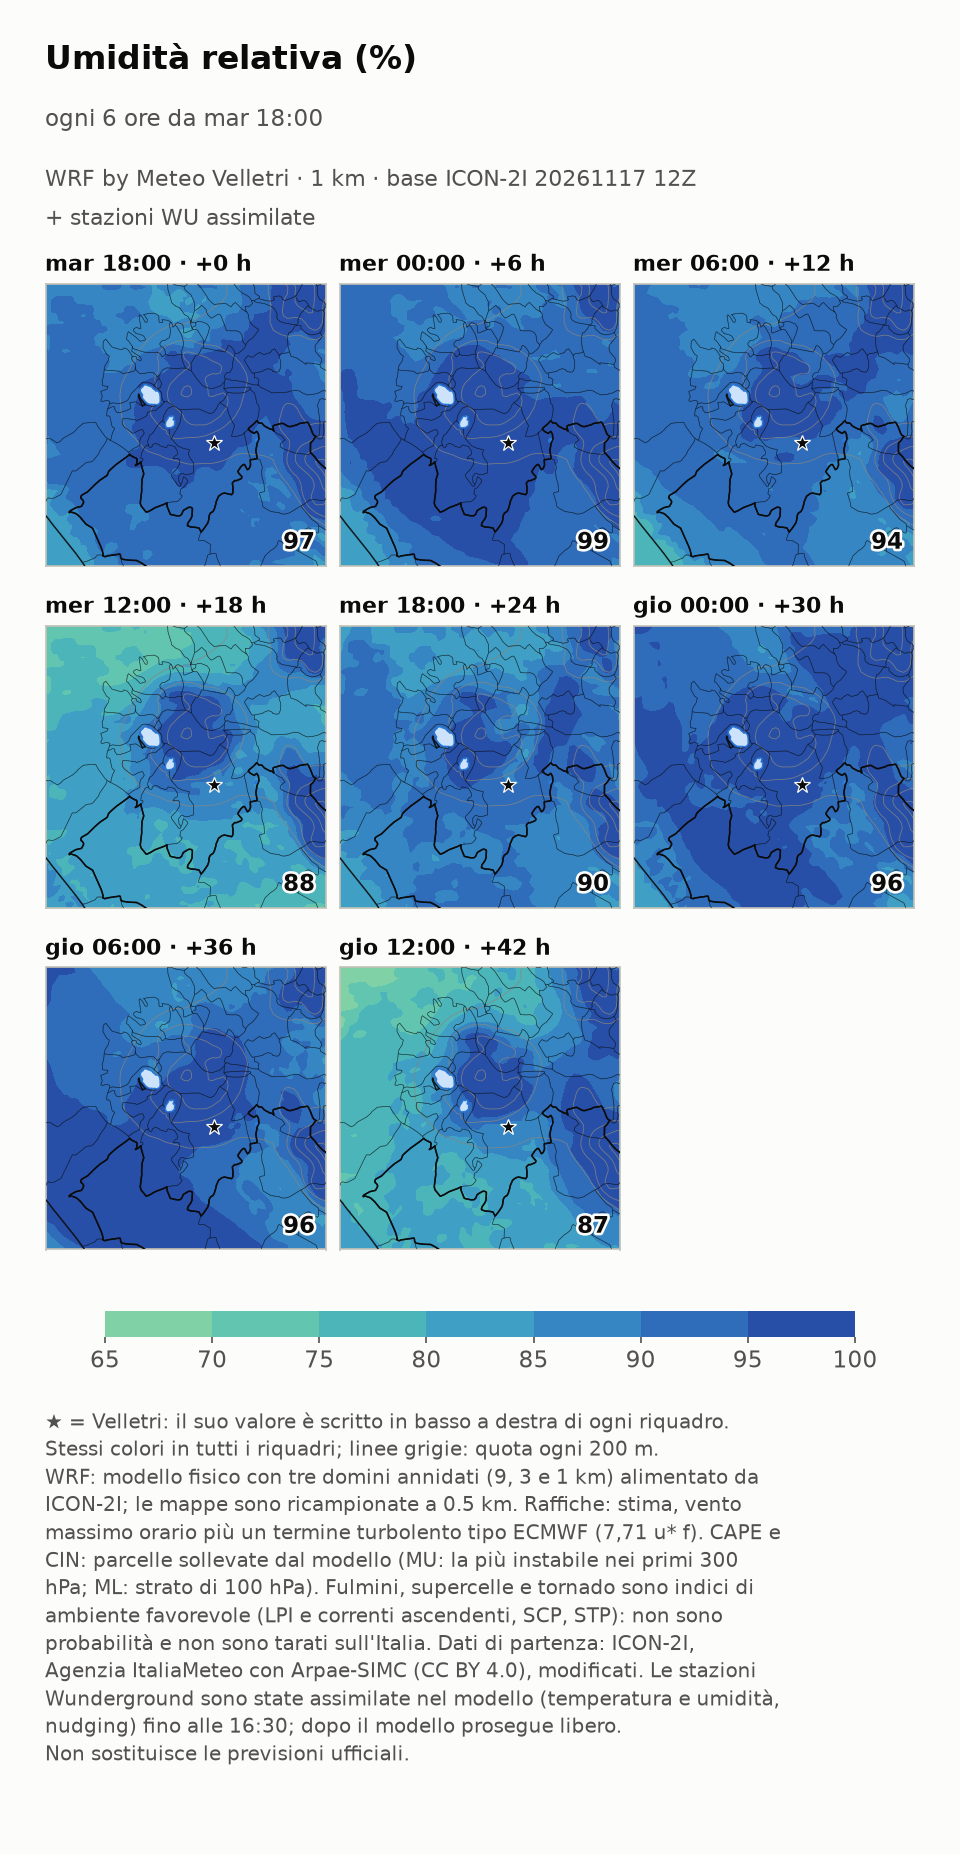 Umidità relativa (%)
ogni 6 ore da mar 18:00
WRF by Meteo Velletri · 1 km · base ICON-2I 20261117 12Z
+ stazioni WU assimilate
mar 18:00 · +0 h
mer 00:00 · +6 h
mer 06:00 · +12 h
97
99
94
mer 12:00 · +18 h
mer 18:00 · +24 h
gio 00:00 · +30 h
88
90
96
gio 06:00 · +36 h
gio 12:00 · +42 h
96
87
65 70 75 80 85 90 95 100
★ = Velletri: il suo valore è scritto in basso a destra di ogni riquadro.
Stessi colori in tutti i riquadri; linee grigie: quota ogni 200 m.
WRF: modello fisico con tre domini annidati (9, 3 e 1 km) alimentato da
ICON-2I; le mappe sono ricampionate a 0.5 km. Raffiche: stima, vento
massimo orario più un termine turbolento tipo ECMWF (7,71 u* f). CAPE e
CIN: parcelle sollevate dal modello (MU: la più instabile nei primi 300
hPa; ML: strato di 100 hPa). Fulmini, supercelle e tornado sono indici di
ambiente favorevole (LPI e correnti ascendenti, SCP, STP): non sono
probabilità e non sono tarati sull'Italia. Dati di partenza: ICON-2I,
Agenzia ItaliaMeteo con Arpae-SIMC (CC BY 4.0), modificati. Le stazioni
Wunderground sono state assimilate nel modello (temperatura e umidità,
nudging) fino alle 16:30; dopo il modello prosegue libero.
Non sostituisce le previsioni ufficiali.